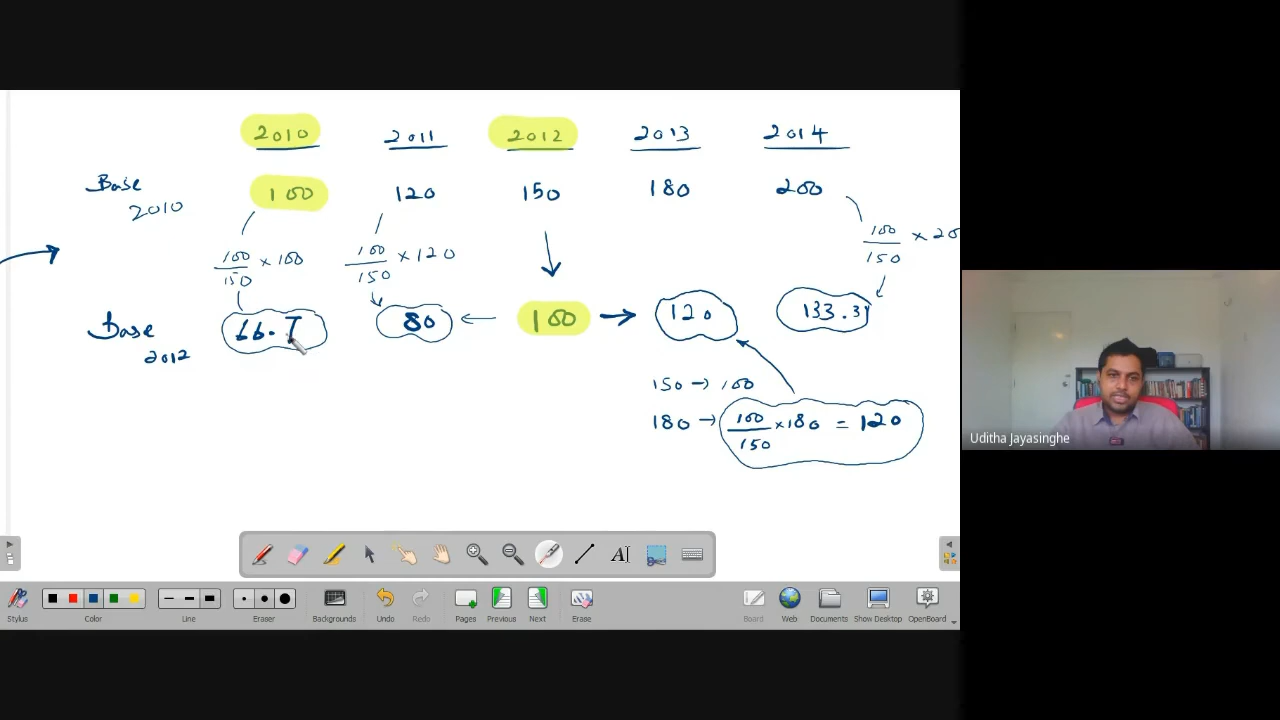 2010 2011 2012 2013 2014
Base 2010 100 120 150 180 200
100/150 × 100 100/150 × 120 100/150 × 20
Base 2012 66.7 80 ← 100 → 120 133.3
150 → 100
180 → 100/150 × 180 = 120
Uditha Jayasinghe
Stylus Color Line Eraser Backgrounds Undo Redo Pages Previous Next Erase Board Web Documents Show Desktop OpenBoard